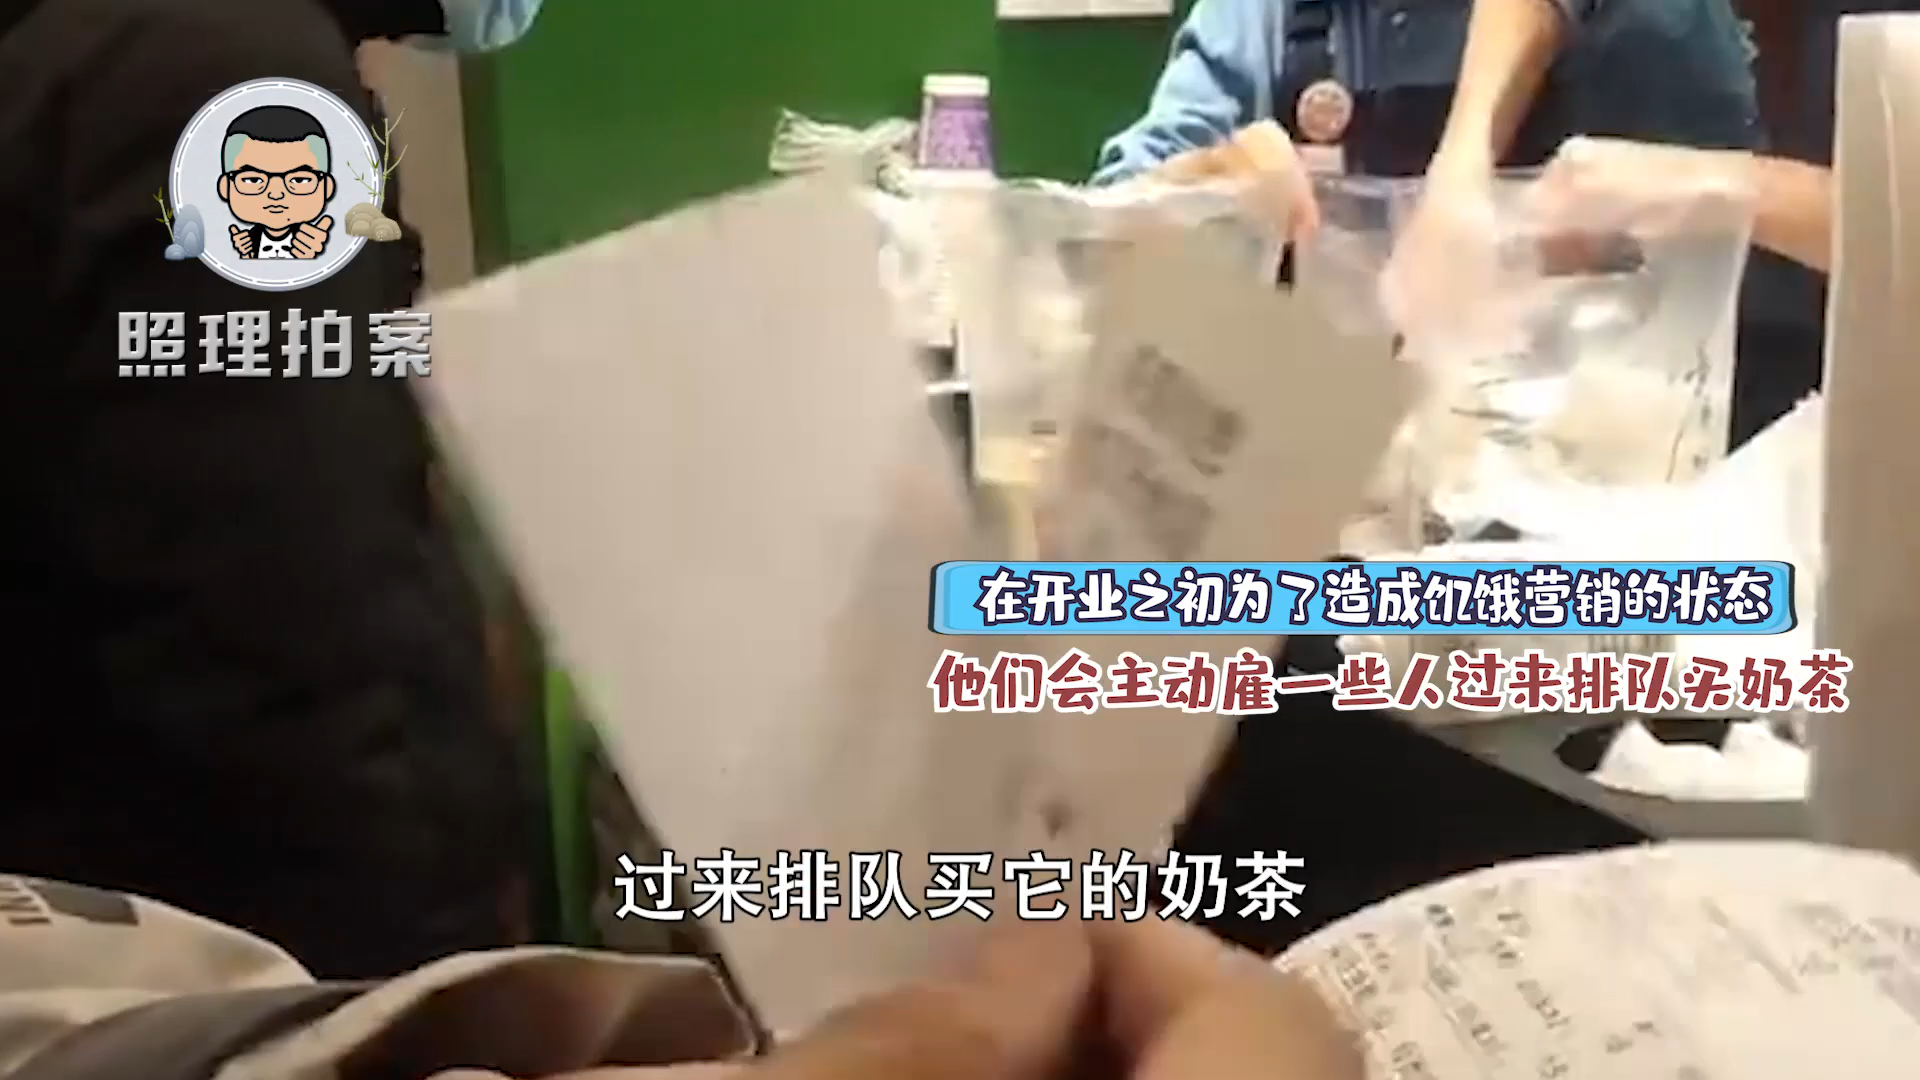 照理拍案
在开业之初为了造成饥饿营销的状态
他们会主动雇一些人过来排队买奶茶
过来排队买它的奶茶